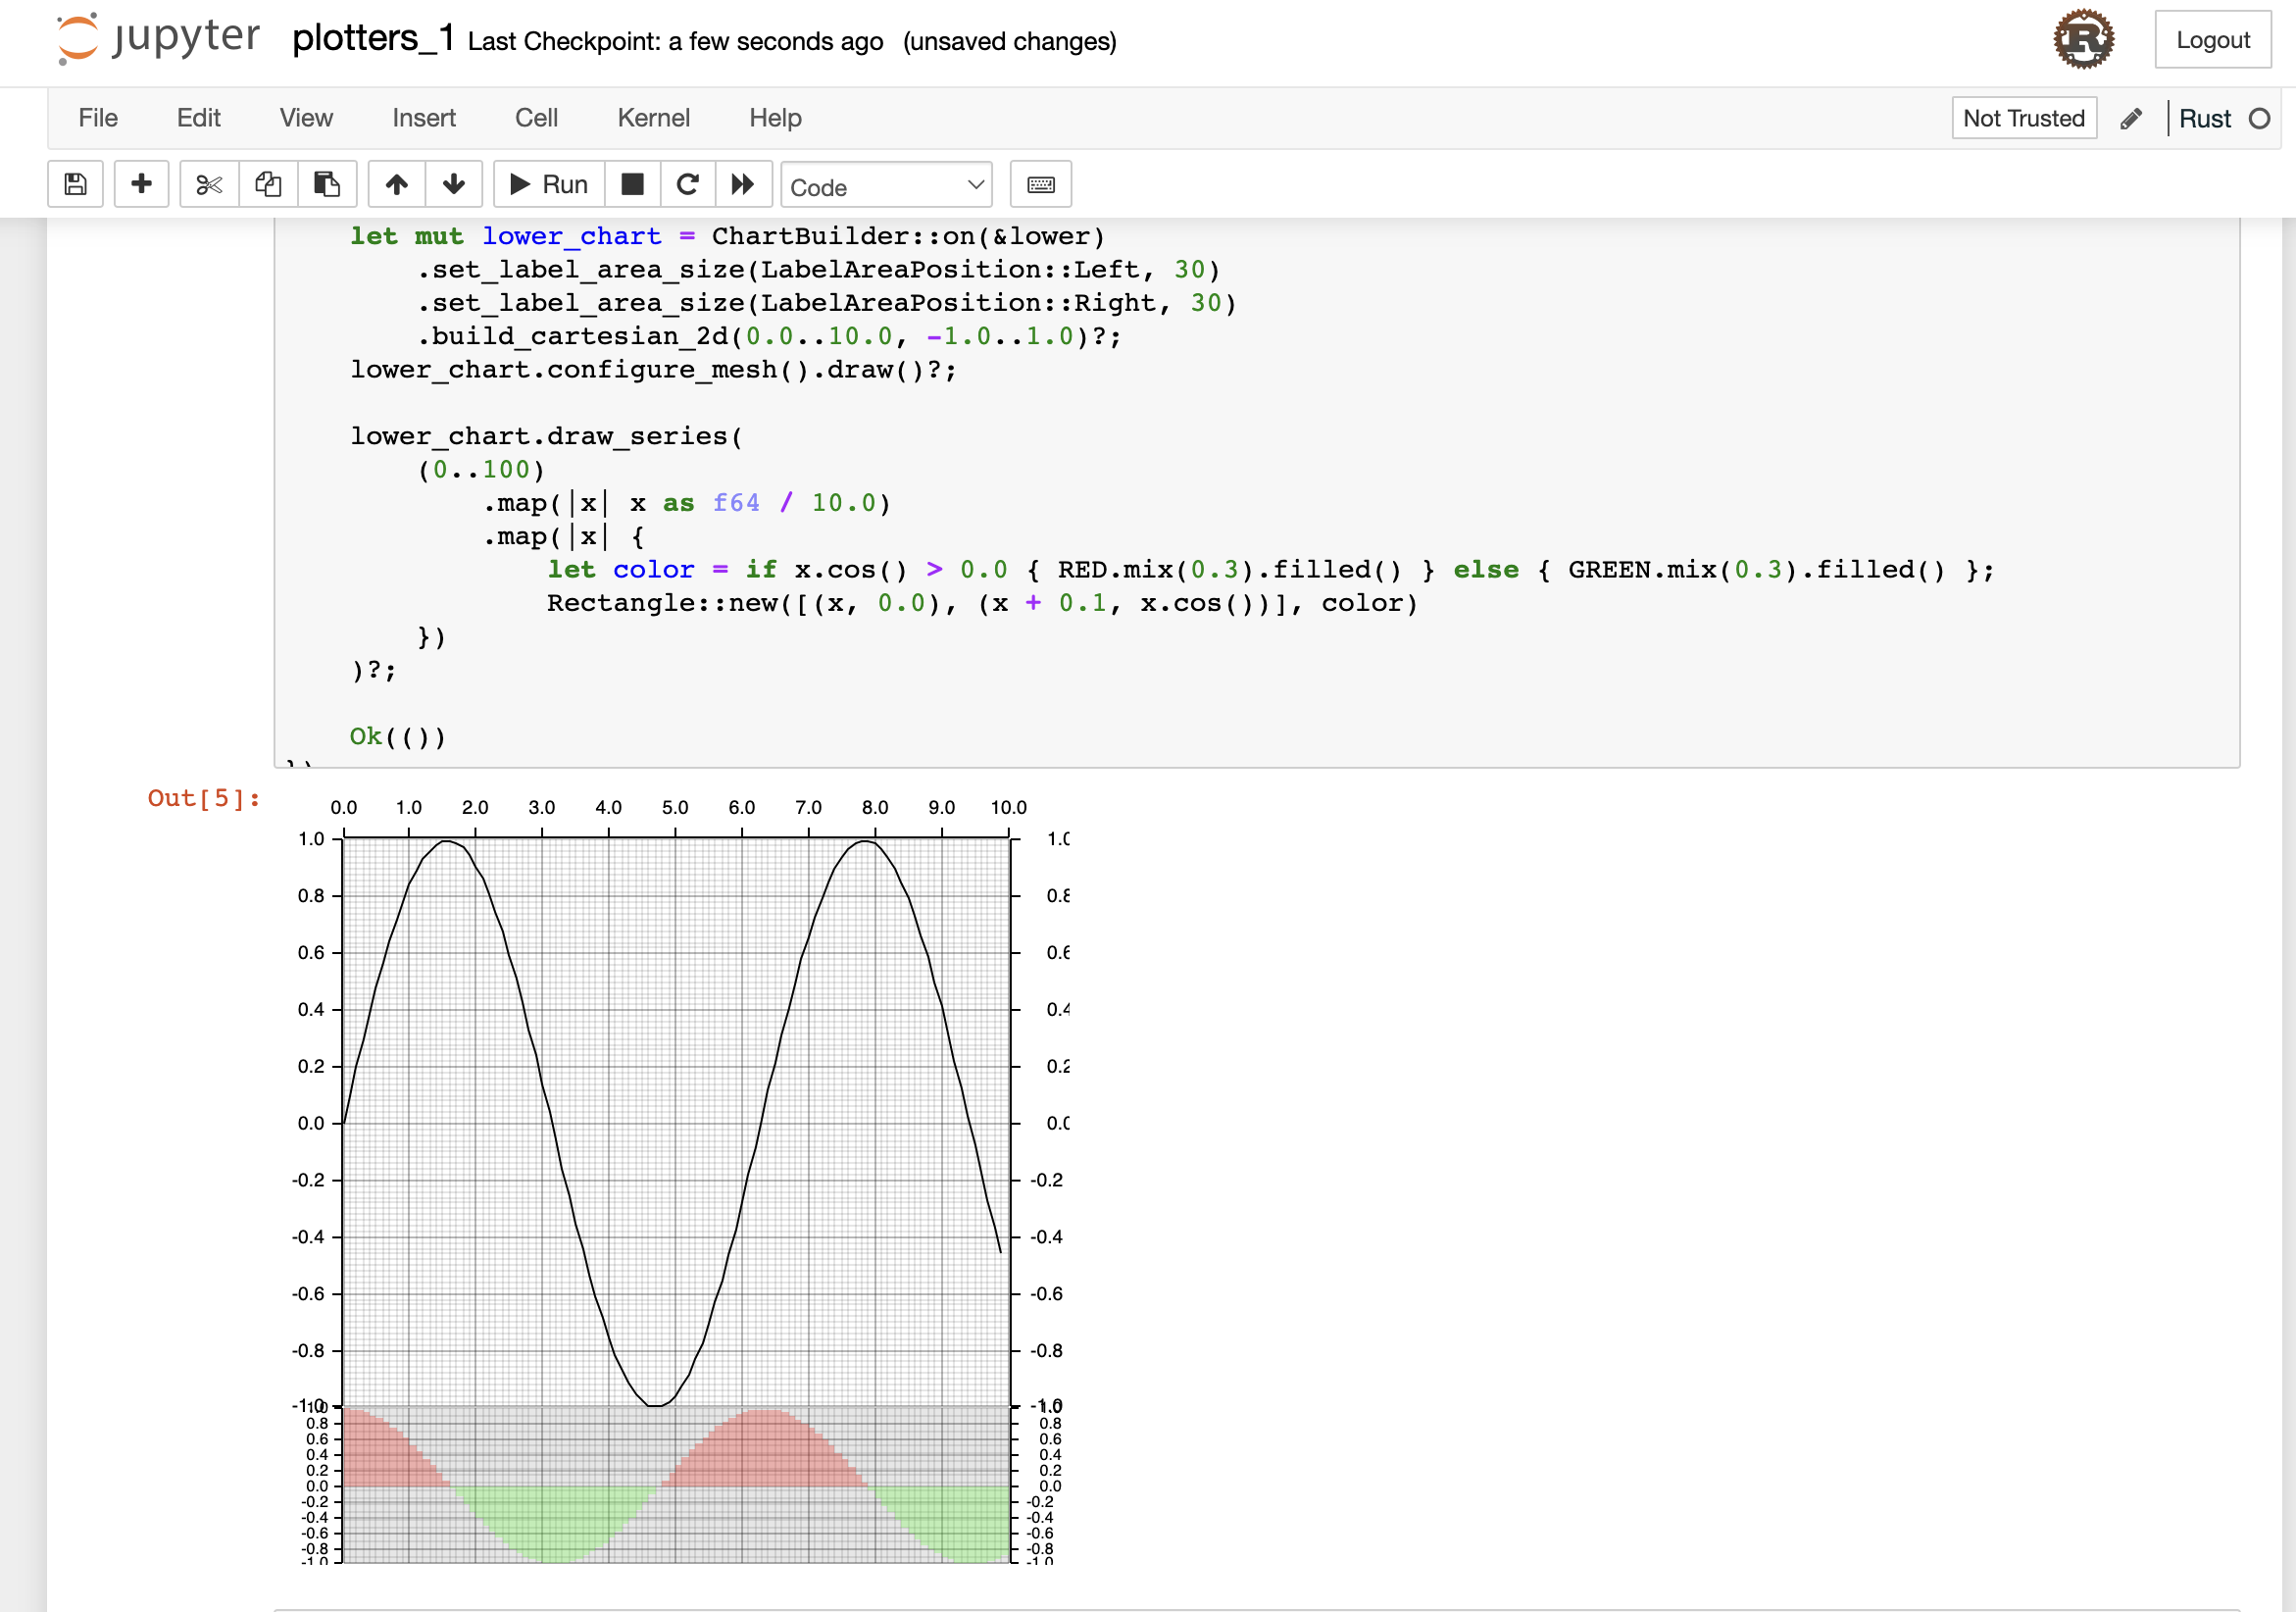 jupyter plotters_1 Last Checkpoint: a few seconds ago (unsaved changes) Logout
File Edit View Insert Cell Kernel Help Not Trusted Rust
Run Code
let mut lower_chart = ChartBuilder::on(&lower)
.set_label_area_size(LabelAreaPosition::Left, 30)
.set_label_area_size(LabelAreaPosition::Right, 30)
.build_cartesian_2d(0.0..10.0, -1.0..1.0)?;
lower_chart.configure_mesh().draw()?;
lower_chart.draw_series(
(0..100)
.map(|x| x as f64 / 10.0)
.map(|x| {
let color = if x.cos() > 0.0 { RED.mix(0.3).filled() } else { GREEN.mix(0.3).filled() };
Rectangle::new([(x, 0.0), (x + 0.1, x.cos())], color)
})
)?;
Ok(())
Out[5]:
0.0 1.0 2.0 3.0 4.0 5.0 6.0 7.0 8.0 9.0 10.0
1.0 1.0
0.8 0.8
0.6 0.6
0.4 0.4
0.2 0.2
0.0 0.0
-0.2 -0.2
-0.4 -0.4
-0.6 -0.6
-0.8 -0.8
-1.0 -1.0
1.0 1.0
0.8 0.8
0.6 0.6
0.4 0.4
0.2 0.2
0.0 0.0
-0.2 -0.2
-0.4 -0.4
-0.6 -0.6
-0.8 -0.8
-1.0 -1.0